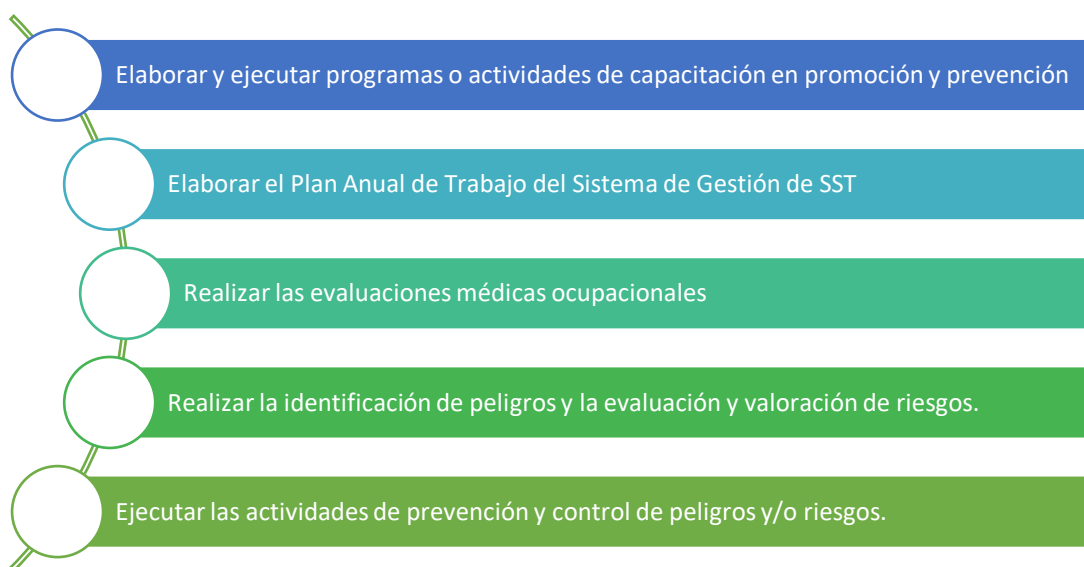 Elaborar y ejecutar programas o actividades de capacitación en promoción y prevención
Elaborar el Plan Anual de Trabajo del Sistema de Gestión de SST
Realizar las evaluaciones médicas ocupacionales
Realizar la identificación de peligros y la evaluación y valoración de riesgos.
Ejecutar las actividades de prevención y control de peligros y/o riesgos.